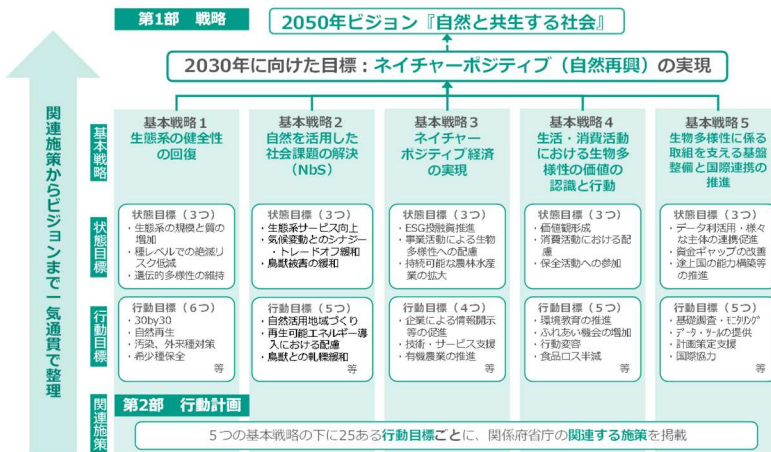 第1部 戦略
2050年ビジョン『自然と共生する社会』
2030年に向けた目標：ネイチャーポジティブ（自然再興）の実現
関連施策からビジョンまで一気通貫で整理
基本戦略
基本戦略１
生態系の健全性
の回復
基本戦略２
自然を活用した
社会課題の解決
（NbS）
基本戦略３
ネイチャー
ポジティブ経済
の実現
基本戦略４
生活・消費活動
における生物多
様性の価値の
認識と行動
基本戦略５
生物多様性に係る
取組を支える基盤
整備と国際連携の
推進
状態目標
状態目標（３つ）
・生態系の規模と質の
増加
・種レベルでの絶滅リ
スク低減
・遺伝的多様性の維持
状態目標（３つ）
・生態系サービス向上
・気候変動とのシナジー
・トレードオフ緩和
・鳥獣被害の緩和
状態目標（３つ）
・ESG投融資推進
・事業活動による生物
多様性への配慮
・持続可能な農林水産
業の拡大
状態目標（３つ）
・価値観形成
・消費活動における配
慮
・保全活動への参加
状態目標（３つ）
・データ利活用・様々
な主体の連携促進
・資金ギャップの改善
・途上国の能力構築等
の推進
行動目標
行動目標（６つ）
・30by30
・自然再生
・汚染、外来種対策
・希少種保全
等
行動目標（５つ）
・自然活用地域づくり
・再生可能エネルギー導
入における配慮
・鳥獣との軋轢緩和
等
行動目標（４つ）
・企業による情報開示
等の促進
・技術・サービス支援
・有機農業の推進
等
行動目標（５つ）
・環境教育の推進
・ふれあい機会の増加
・行動変容
・食品ロス半減
等
行動目標（５つ）
・基礎調査・モニタリング
・データ・ツールの提供
・計画策定支援
・国際協力
等
関連施策
第2部 行動計画
５つの基本戦略の下に25ある行動目標ごとに、関係府省庁の関連する施策を掲載